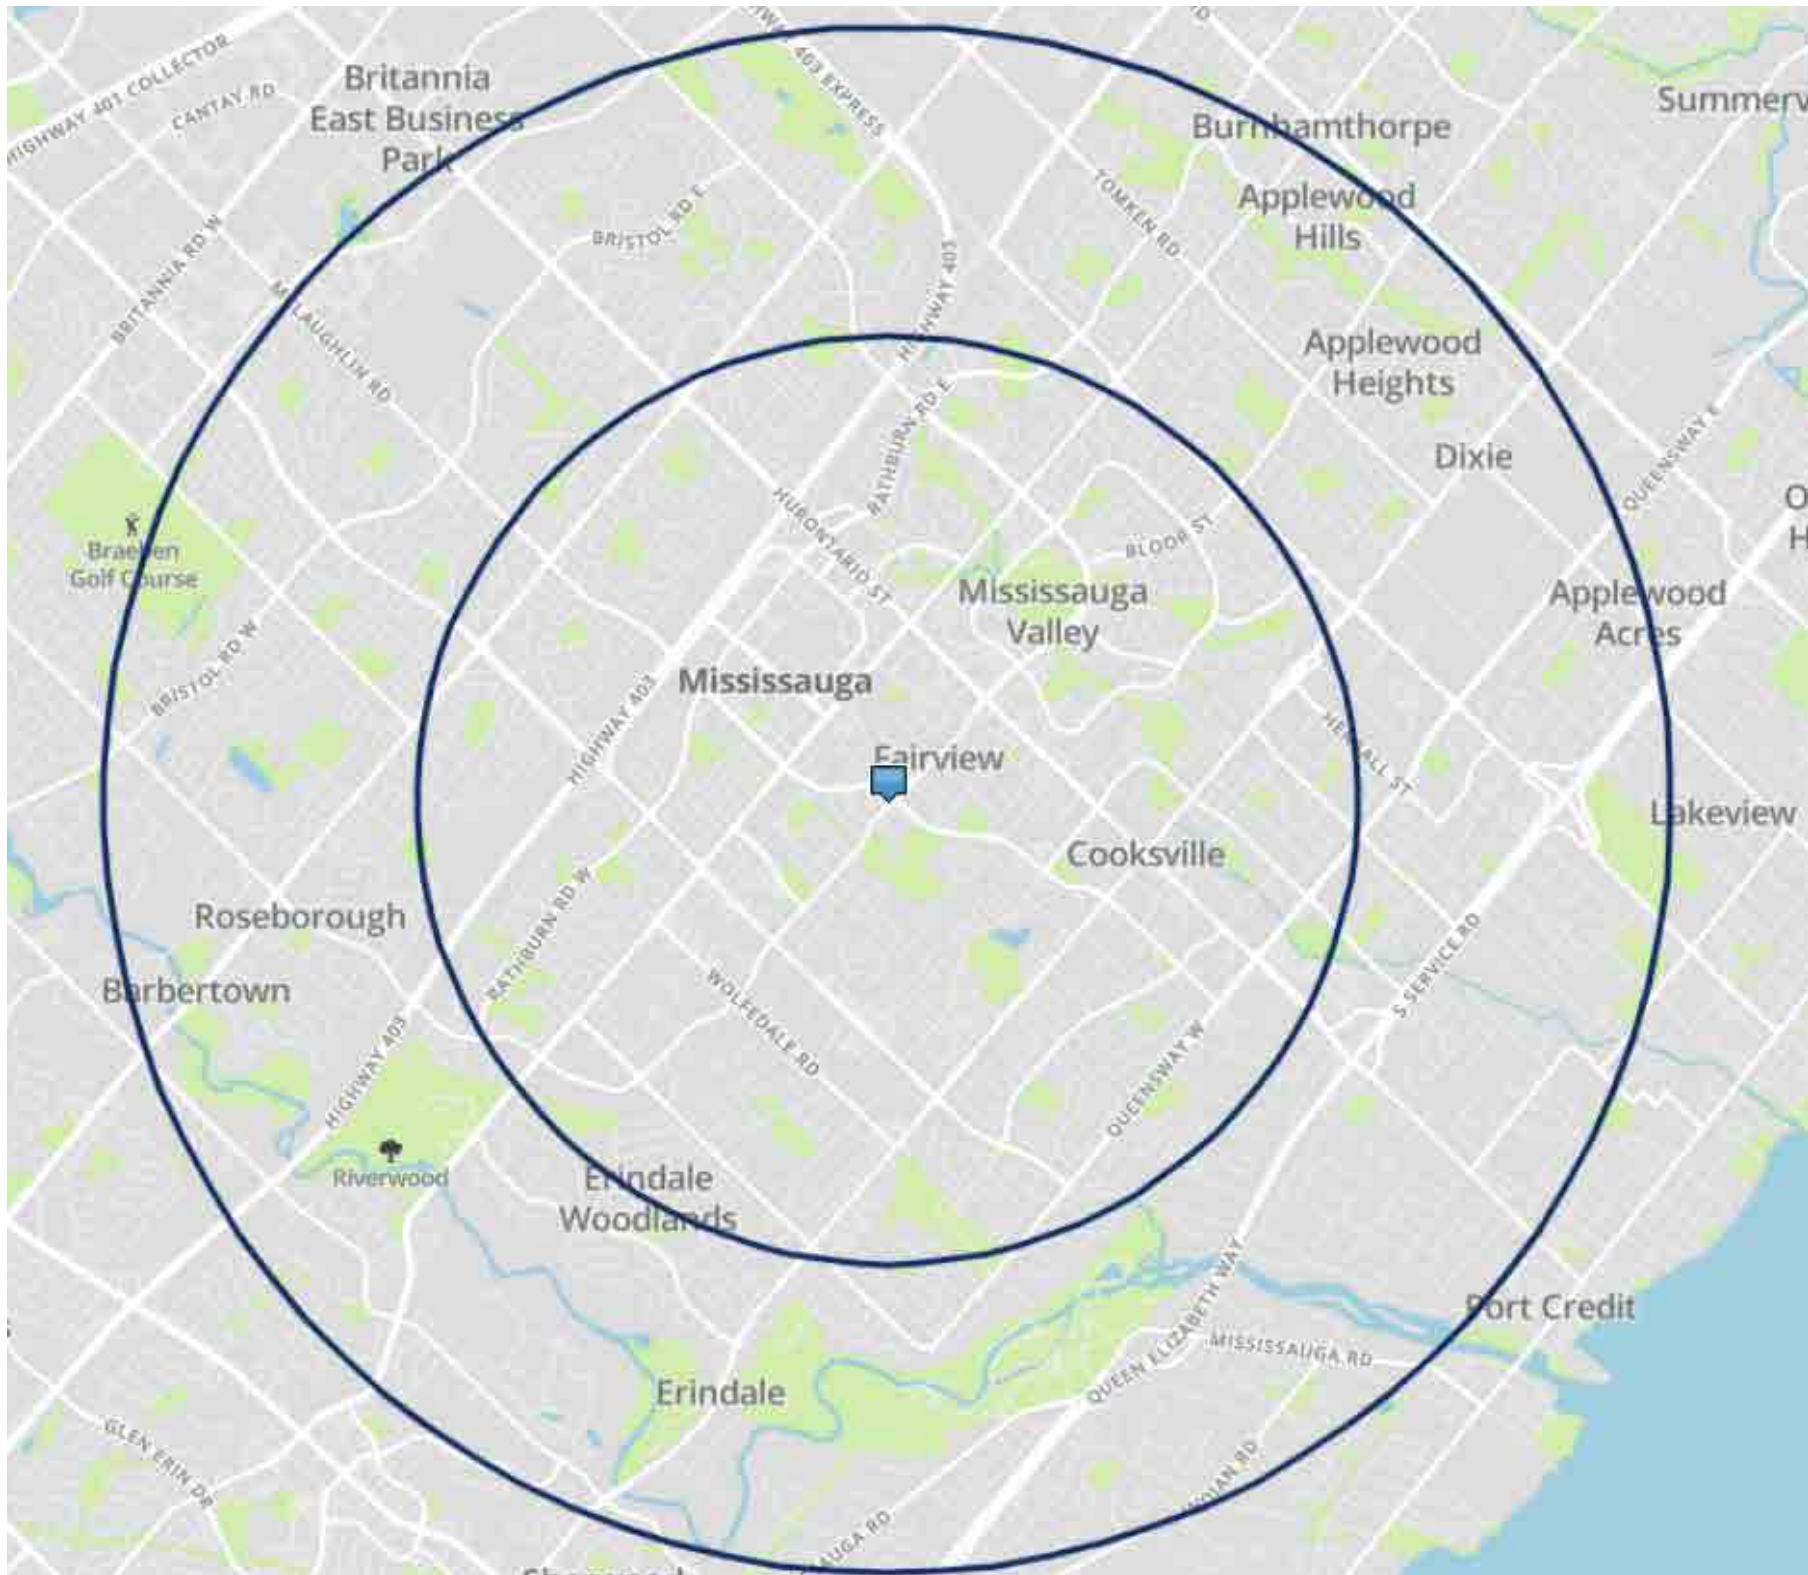 HIGHWAY 401 COLLECTOR
CANTAY RD
Britannia
East Business
Park
403 EXPRESS
Burnhamthorpe
Summerv
Applewood
Hills
TOMKEN RD
BRISTOL RD E
BRITANNIA RD W
HIGHWAY 403
Applewood
Heights
RATHBURN RD E
Dixie
QUEENSWAY E
HURONTARIO ST
BLOOR ST
O
H
Braeben
Golf Course
Mississauga
Valley
Applewood
Acres
BRISTOL RD W
Mississauga
HIGHWAY 403
Fairview
Lakeview
Cooksville
Roseborough
RATHBURN RD W
S SERVICE RD
Barbertown
WOLFEDALE RD
HIGHWAY 403
QUEENSWAY W
Riverwood
Erindale
Woodlands
Port Credit
QUEEN ELIZABETH WAY
MISSISSAUGA RD
Erindale
GLEN ERIN DR
AUGA RD